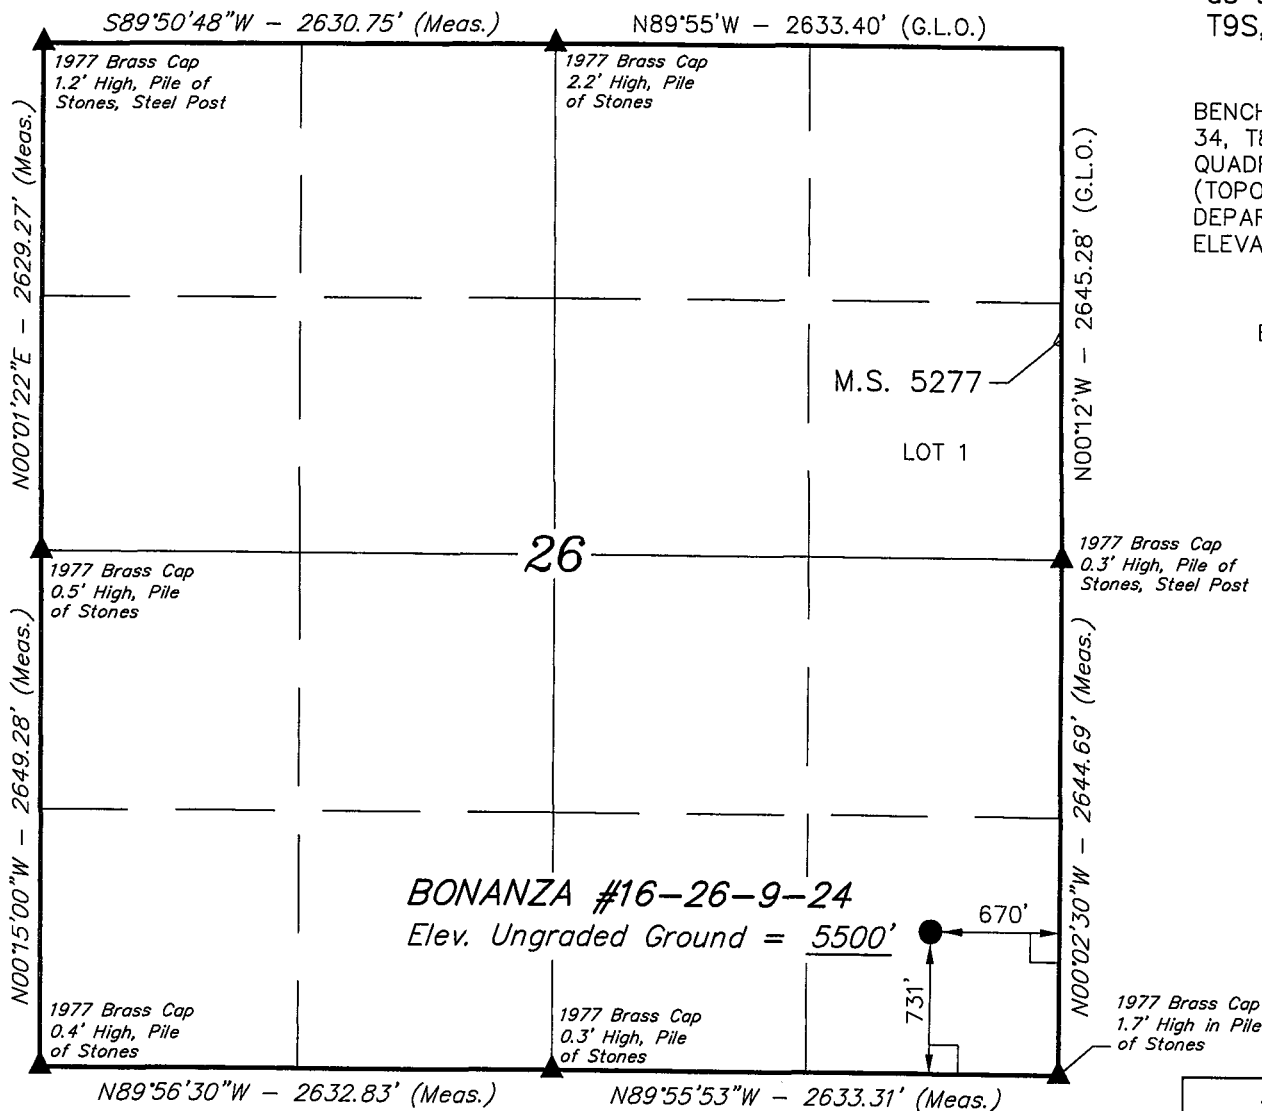 S89°50'48"W - 2630.75' (Meas.)
N89°55'W - 2633.40' (G.L.O.)
T9S,
1977 Brass Cap
1.2' High, Pile of
Stones, Steel Post
1977 Brass Cap
2.2' High, Pile
of Stones
N00°01'22"E - 2629.27' (Meas.)
N00°12'W - 2645.28' (G.L.O.)
BENCH
34, T8
QUADR
(TOPO
DEPAR
ELEVA
M.S. 5277
LOT 1
26
1977 Brass Cap
0.5' High, Pile
of Stones
1977 Brass Cap
0.3' High, Pile of
Stones, Steel Post
N00°15'00"W - 2649.28' (Meas.)
N00°02'30"W - 2644.69' (Meas.)
BONANZA #16-26-9-24
Elev. Ungraded Ground = 5500'
670'
731'
1977 Brass Cap
0.4' High, Pile
of Stones
1977 Brass Cap
0.3' High, Pile
of Stones
1977 Brass Cap
1.7' High in Pile
of Stones
N89°56'30"W - 2632.83' (Meas.)
N89°55'53"W - 2633.31' (Meas.)